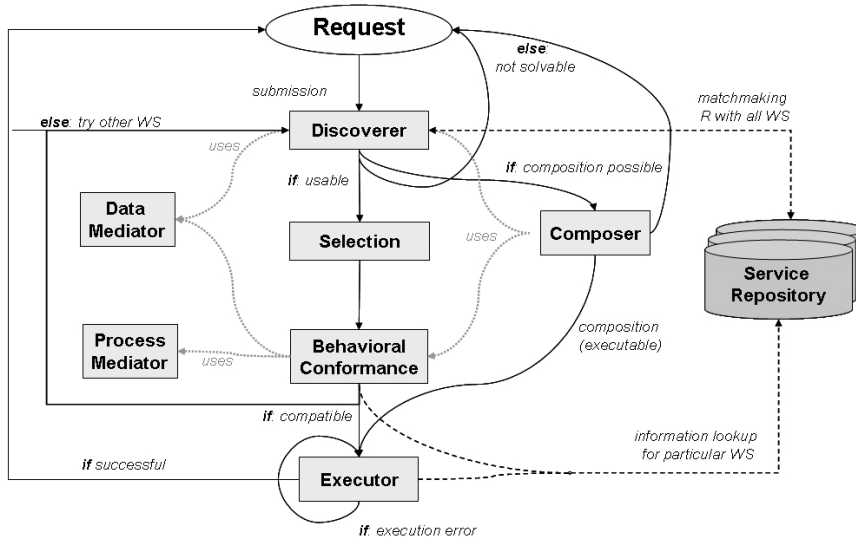 Request
else:
not solvable
submission
matchmaking
R with all WS
else: try other WS
Discoverer
uses
if: usable
if: composition possible
Data
Mediator
Selection
uses
Composer
Service
Repository
Process
Mediator
uses
Behavioral
Conformance
composition
(executable)
if: compatible
information lookup
for particular WS
if successful
Executor
if: execution error